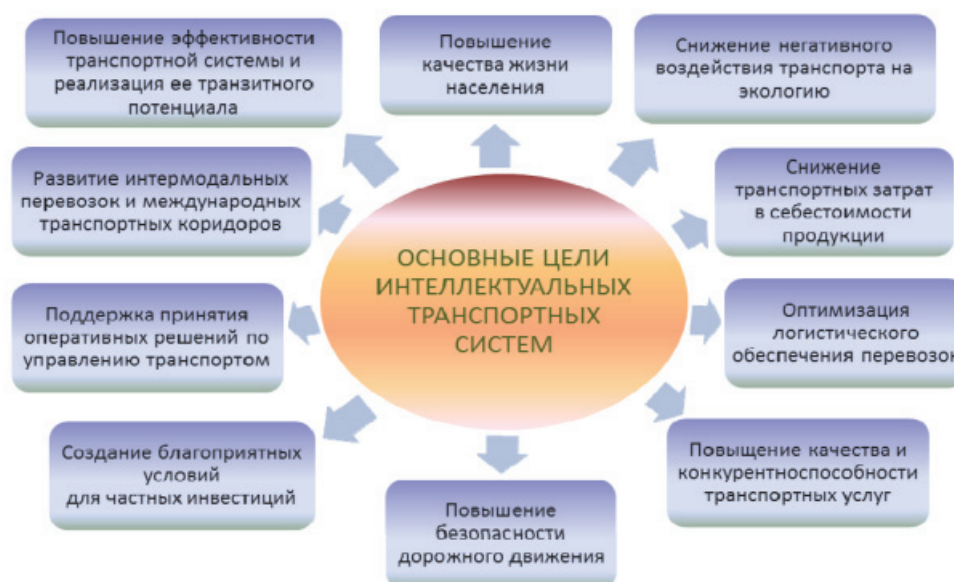 Повышение эффективности
транспортной системы и
реализация ее транзитного
потенциала
Повышение
качества жизни
населения
Снижение негативного
воздействия транспорта на
экологию
Развитие интермодальных
перевозок и международных
транспортных коридоров
Снижение
транспортных затрат
в себестоимости
продукции
ОСНОВНЫЕ ЦЕЛИ
ИНТЕЛЛЕКТУАЛЬНЫХ
ТРАНСПОРТНЫХ
СИСТЕМ
Поддержка принятия
оперативных решений по
управлению транспортом
Оптимизация
логистического
обеспечения перевозок
Создание благоприятных
условий
для частных инвестиций
Повышение
безопасности
дорожного движения
Повыщение качества и
конкурентноспособности
транспортных услуг